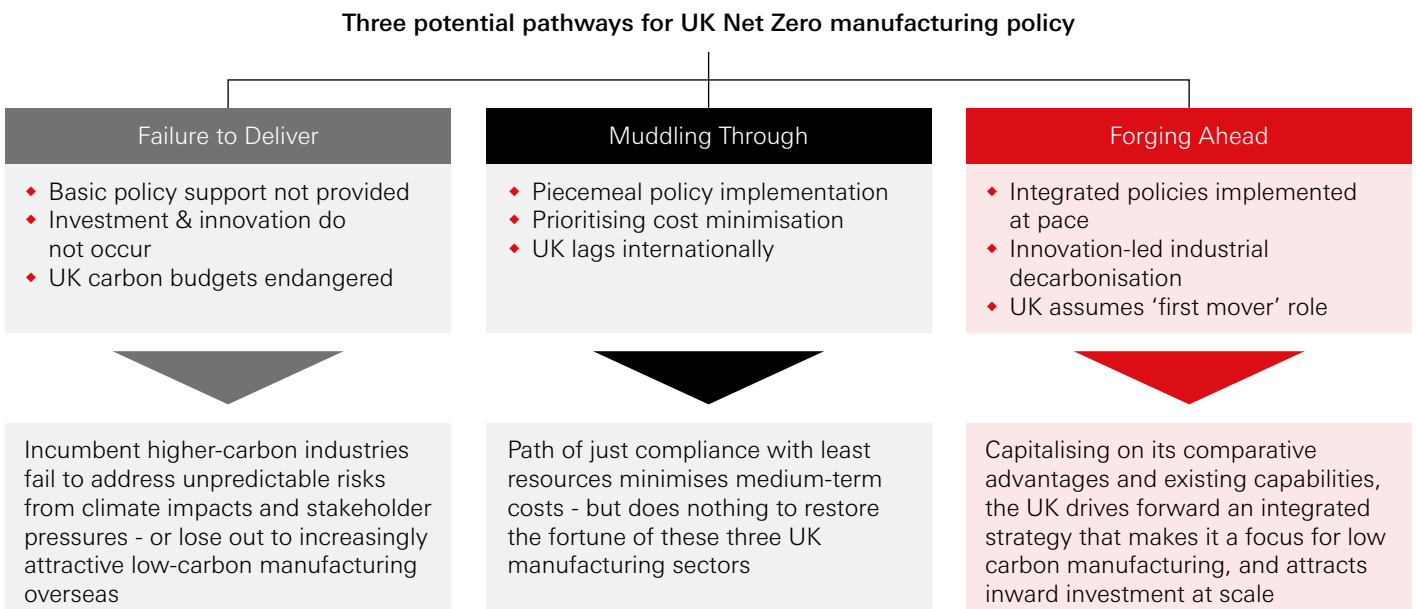 Three potential pathways for UK Net Zero manufacturing policy
Failure to Deliver
◆ Basic policy support not provided
◆ Investment & innovation do
not occur
◆ UK carbon budgets endangered
Incumbent higher-carbon industries
fail to address unpredictable risks
from climate impacts and stakeholder
pressures - or lose out to increasingly
attractive low-carbon manufacturing
overseas
Muddling Through
◆ Piecemeal policy implementation
◆ Prioritising cost minimisation
◆ UK lags internationally
Path of just compliance with least
resources minimises medium-term
costs - but does nothing to restore
the fortune of these three UK
manufacturing sectors
Forging Ahead
◆ Integrated policies implemented
at pace
◆ Innovation-led industrial
decarbonisation
◆ UK assumes ‘first mover’ role
Capitalising on its comparative
advantages and existing capabilities,
the UK drives forward an integrated
strategy that makes it a focus for low
carbon manufacturing, and attracts
inward investment at scale